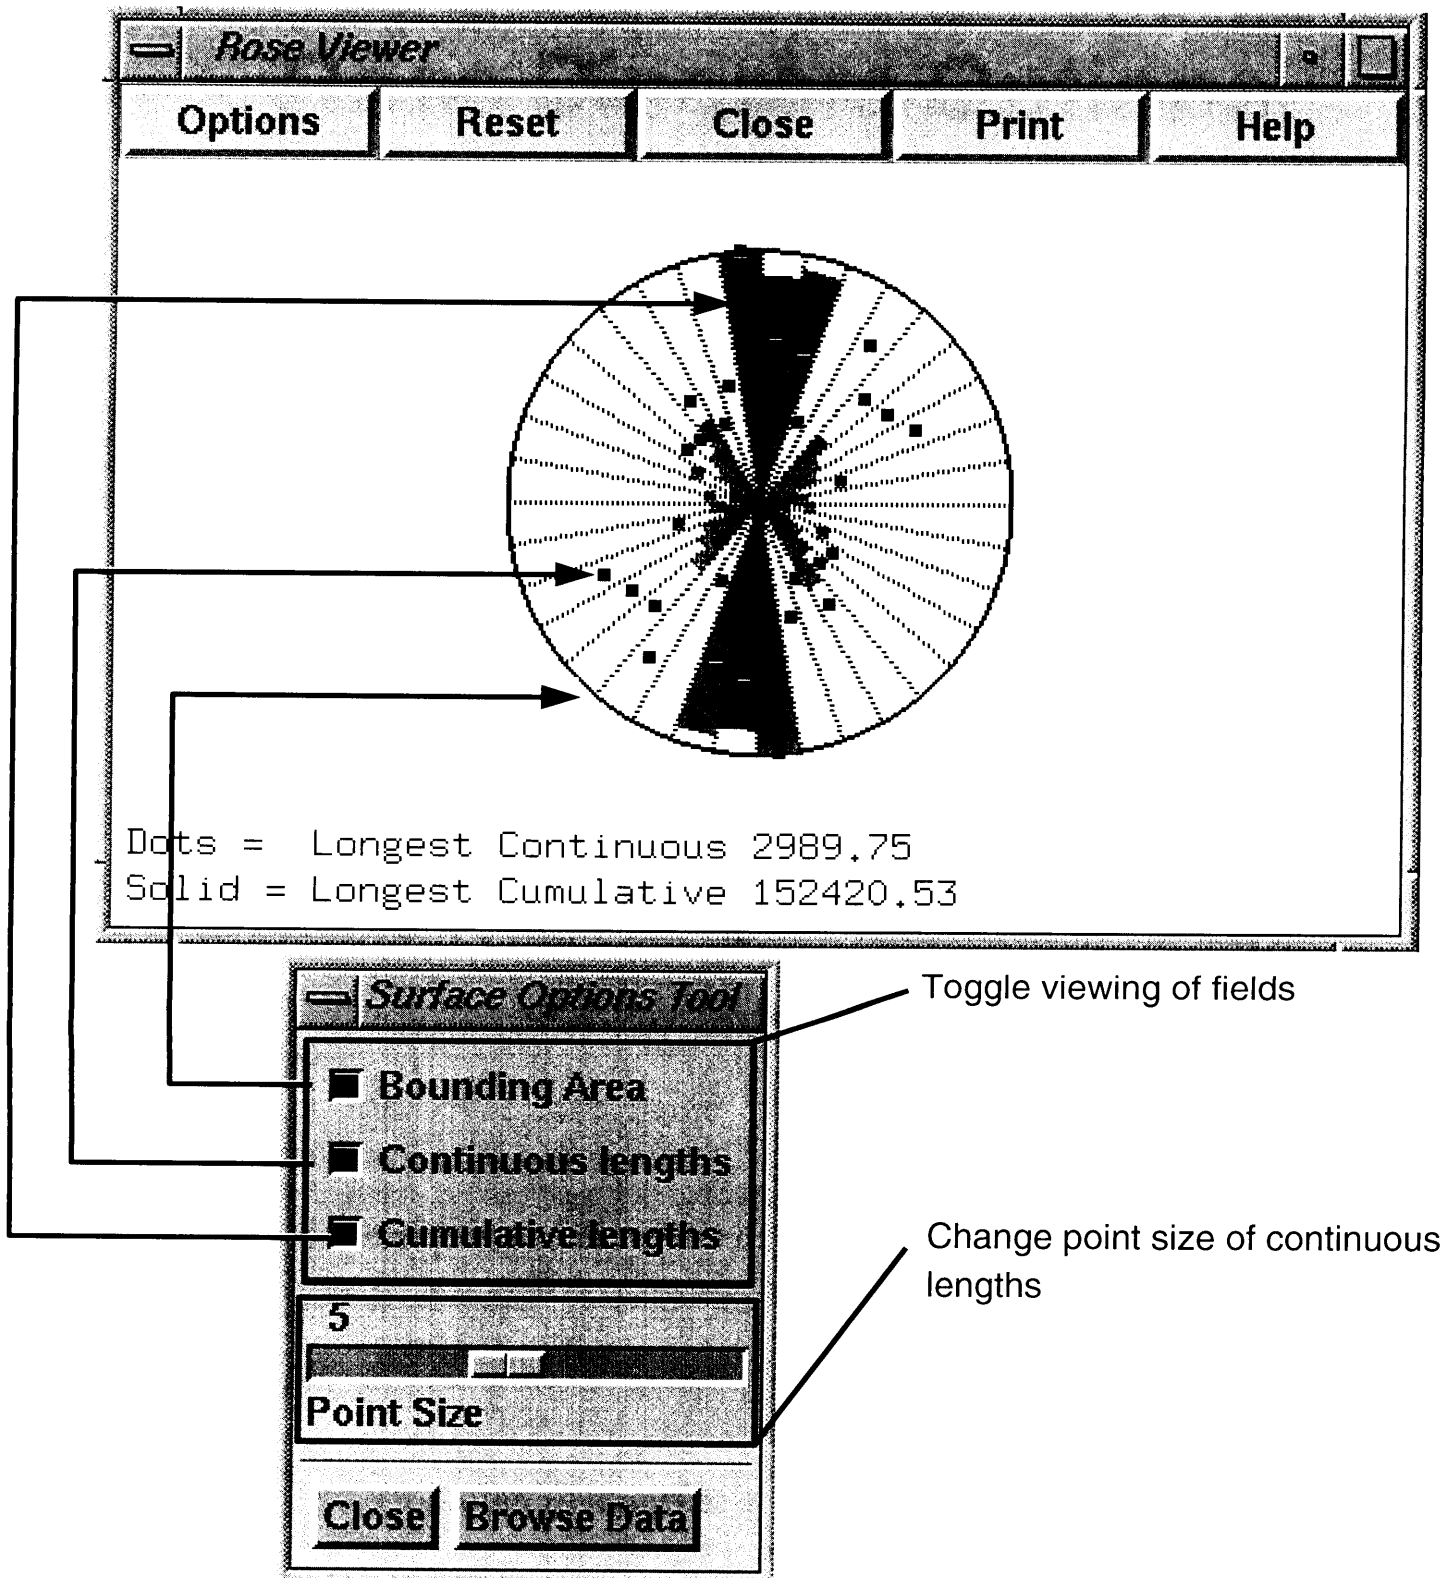 Rose Viewer
Options Reset Close Print Help
Dots = Longest Continuous 2989.75
Solid = Longest Cumulative 152420.53
Surface Options Tool
Toggle viewing of fields
Bounding Area
Continuous lengths
Cumulative lengths
Change point size of continuous
lengths
5
Point Size
Close Browse Data